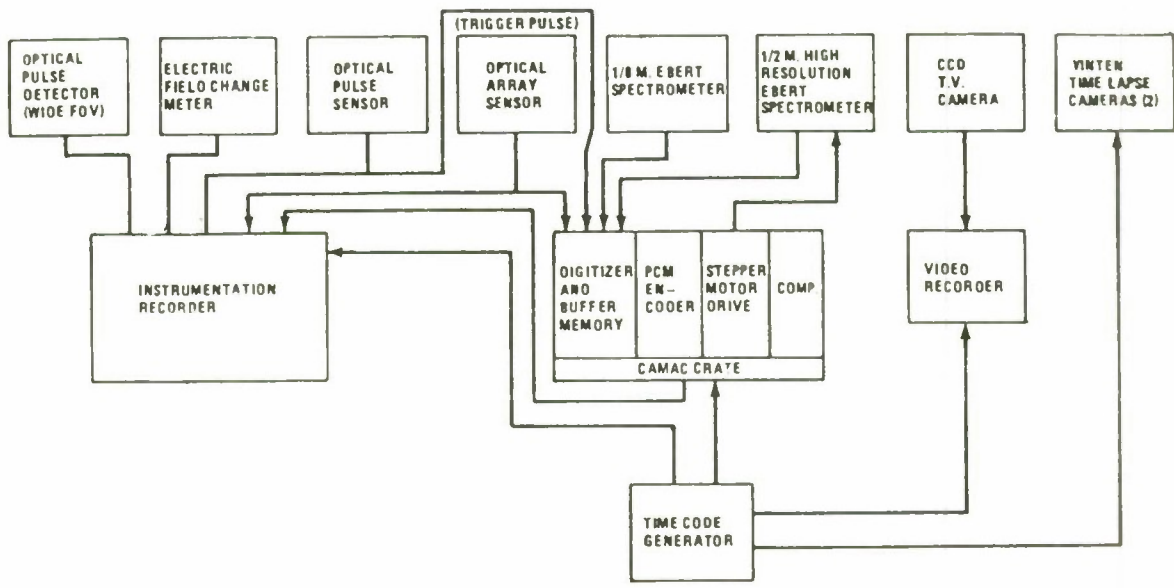 (TRIGGER PULSE)
OPTICAL
PULSE
DETECTOR
(WIDE FOV)
ELECTRIC
FIELD CHANGE
METER
OPTICAL
PULSE
SENSOR
OPTICAL
ARRAY
SENSOR
1/8 M. EBERT
SPECTROMETER
1/2 M. HIGH
RESOLUTION
EBERT
SPECTROMETER
CCD
T.V.
CAMERA
VINTEN
TIME LAPSE
CAMERAS (2)
INSTRUMENTATION
RECORDER
DIGITIZER
AND
BUFFER
MEMORY
PCM
EN-
CODER
STEPPER
MOTOR
DRIVE
COMP
CAMAC CRATE
VIDEO
RECORDER
TIME CODE
GENERATOR